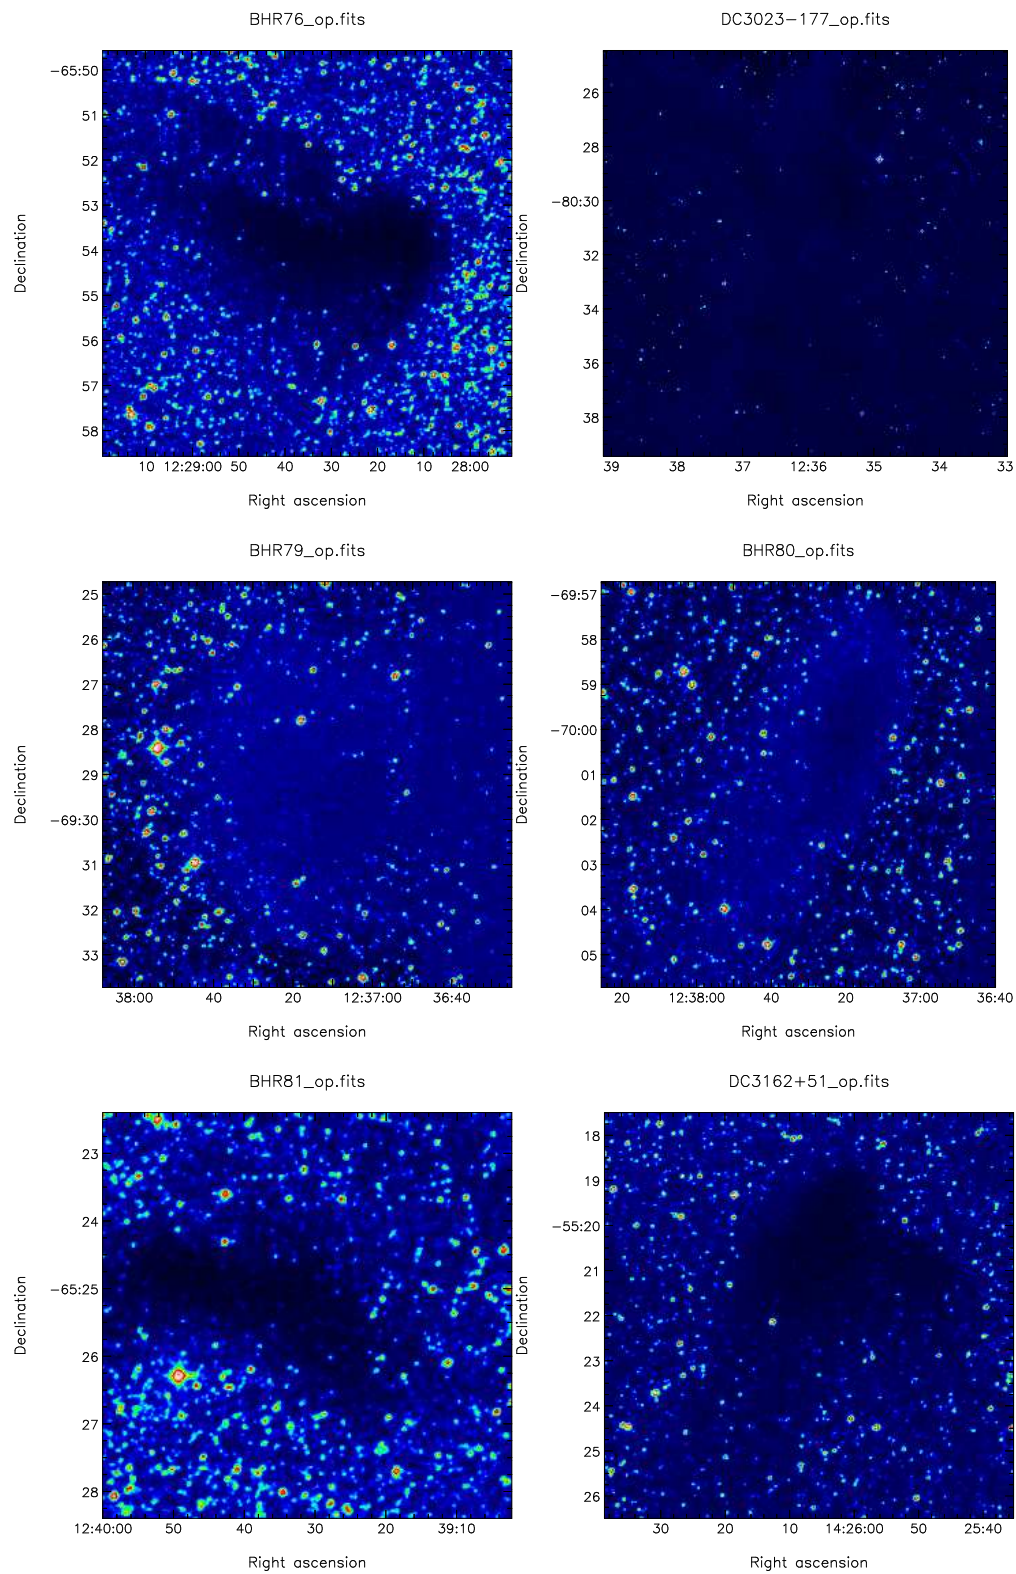 BHR76_op.fits
Declination
−65:50
51
52
53
54
55
56
57
58
10 12:29:00 50 40 30 20 10 28:00
Right ascension
DC3023−177_op.fits
Declination
26
28
−80:30
32
34
36
38
39 38 37 12:36 35 34 33
Right ascension
BHR79_op.fits
Declination
25
26
27
28
29
−69:30
31
32
33
38:00 40 20 12:37:00 36:40
Right ascension
BHR80_op.fits
Declination
−69:57
58
59
−70:00
01
02
03
04
05
20 12:38:00 40 20 37:00 36:40
Right ascension
BHR81_op.fits
Declination
23
24
−65:25
26
27
28
12:40:00 50 40 30 20 39:10
Right ascension
DC3162+51_op.fits
Declination
18
19
−55:20
21
22
23
24
25
26
30 20 10 14:26:00 50 25:40
Right ascension